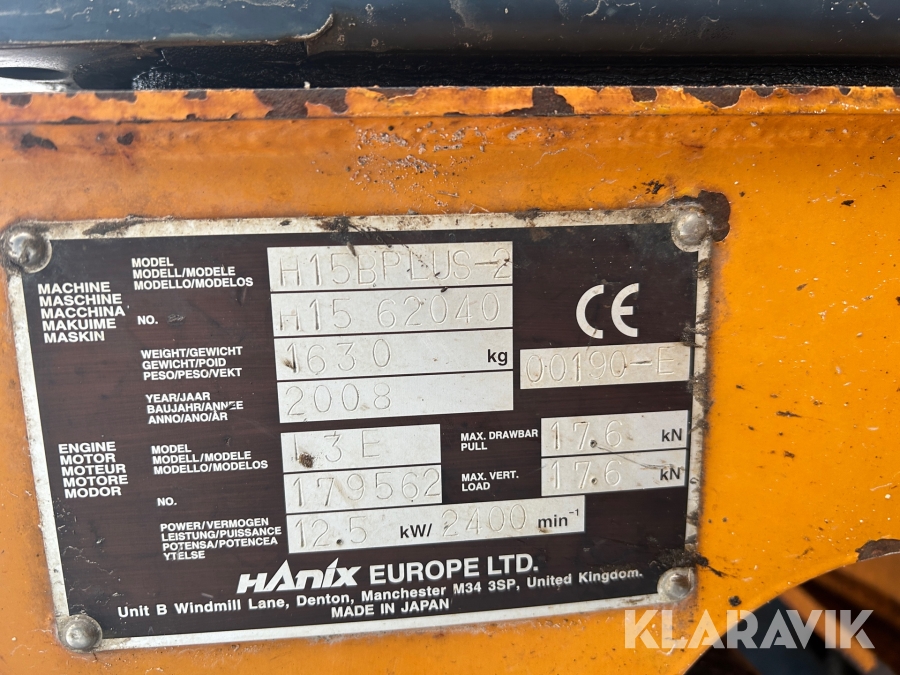 MODEL
MODELL/MODELE
MODELLO/MODELOS
H15BPLUS-2
MACHINE
MASCHINE
MACCHINA
MAKUIME
MASKIN
NO.
H15 62040
CE
WEIGHT/GEWICHT
GEWICHT/POID
PESO/PESO/VEKT
1630 kg
00190-E
YEAR/JAAR
BAUJAHR/ANNEE
ANNO/ANO/ÅR
2008
ENGINE
MOTOR
MOTEUR
MOTORE
MODOR
MODEL
MODELL/MODELE
MODELLO/MODELOS
L3E
MAX. DRAWBAR
PULL
17.6 kN
NO.
179562
MAX. VERT.
LOAD
17.6 kN
POWER/VERMOGEN
LEISTUNG/PUISSANCE
POTENSA/POTENCEA
YTELSE
12.5 kW/ 2400 min⁻¹
HANIX EUROPE LTD.
Unit B Windmill Lane, Denton, Manchester M34 3SP, United Kingdom.
MADE IN JAPAN
KLARAVIK
KLARAVIK